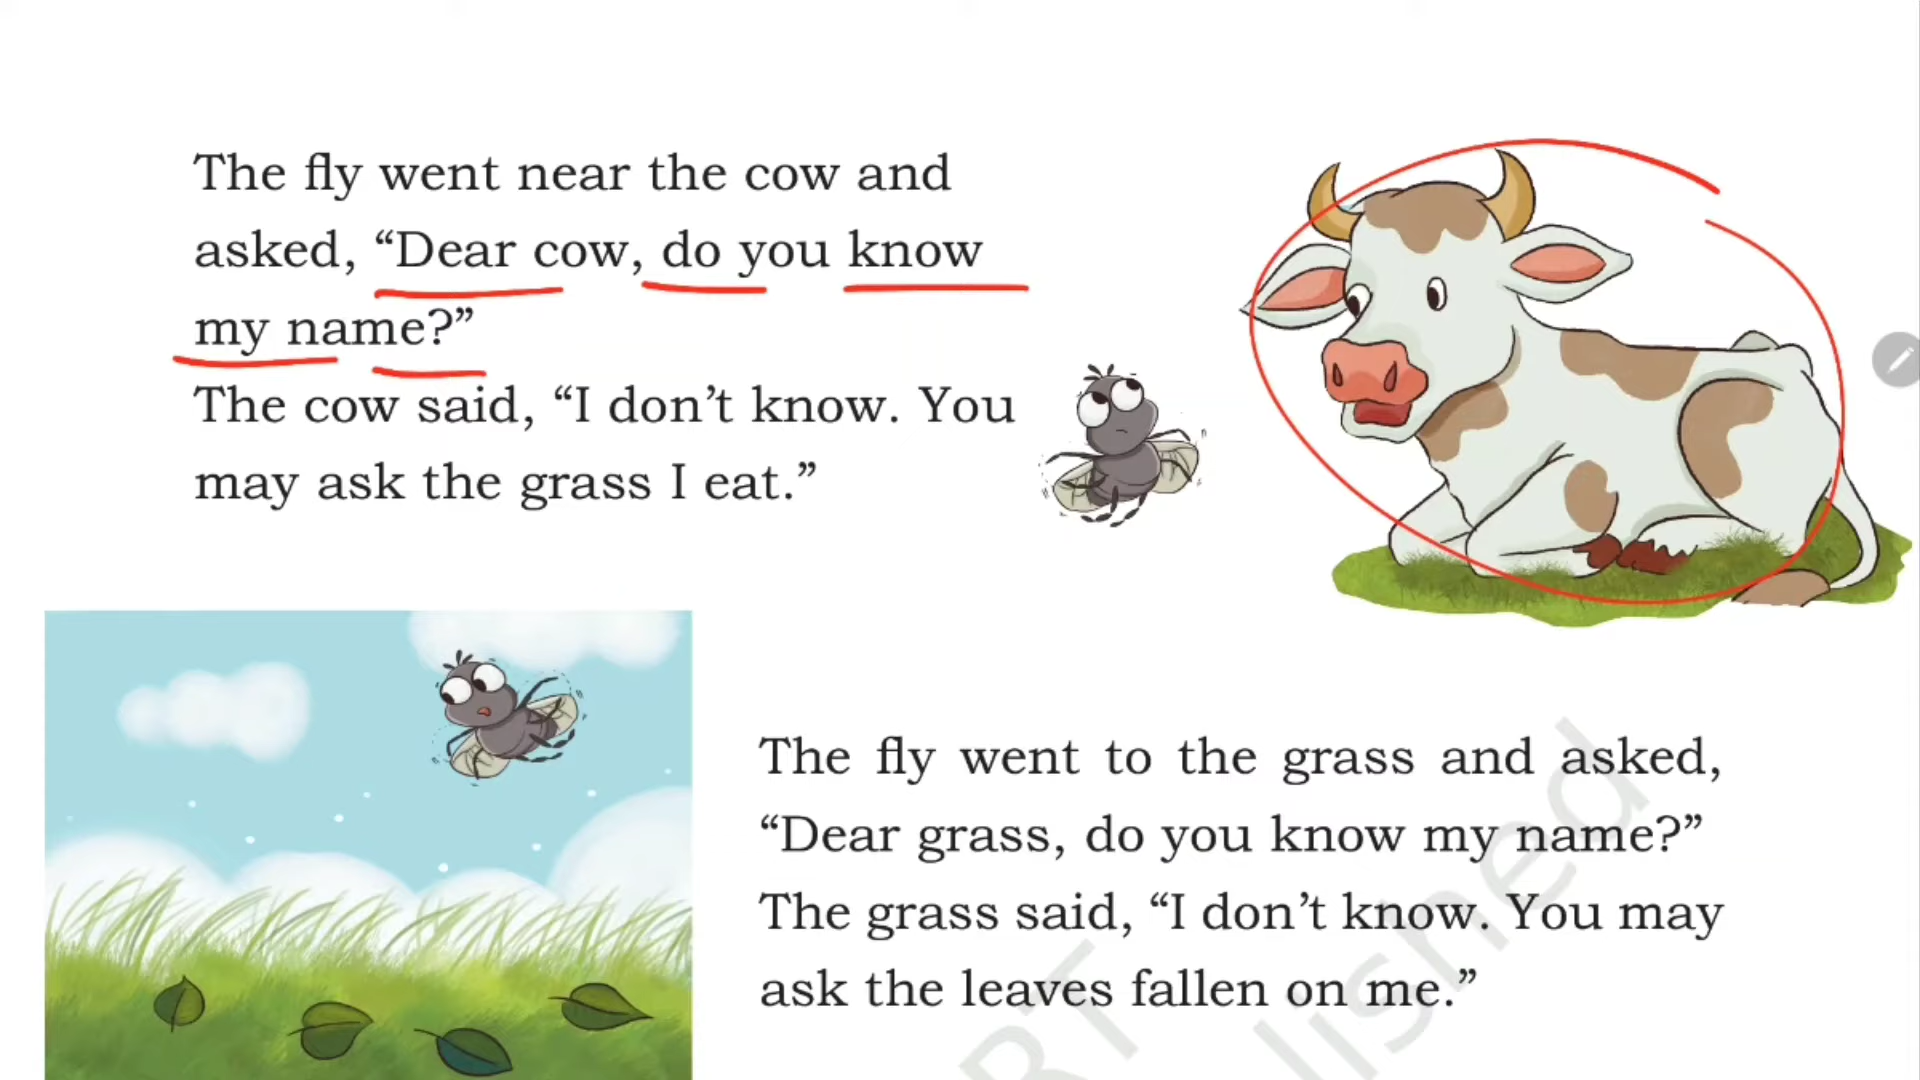 The fly went near the cow and
asked, “Dear cow, do you know
my name?”
The cow said, “I don’t know. You
may ask the grass I eat.”
The fly went to the grass and asked,
“Dear grass, do you know my name?”
The grass said, “I don’t know. You may
ask the leaves fallen on me.”